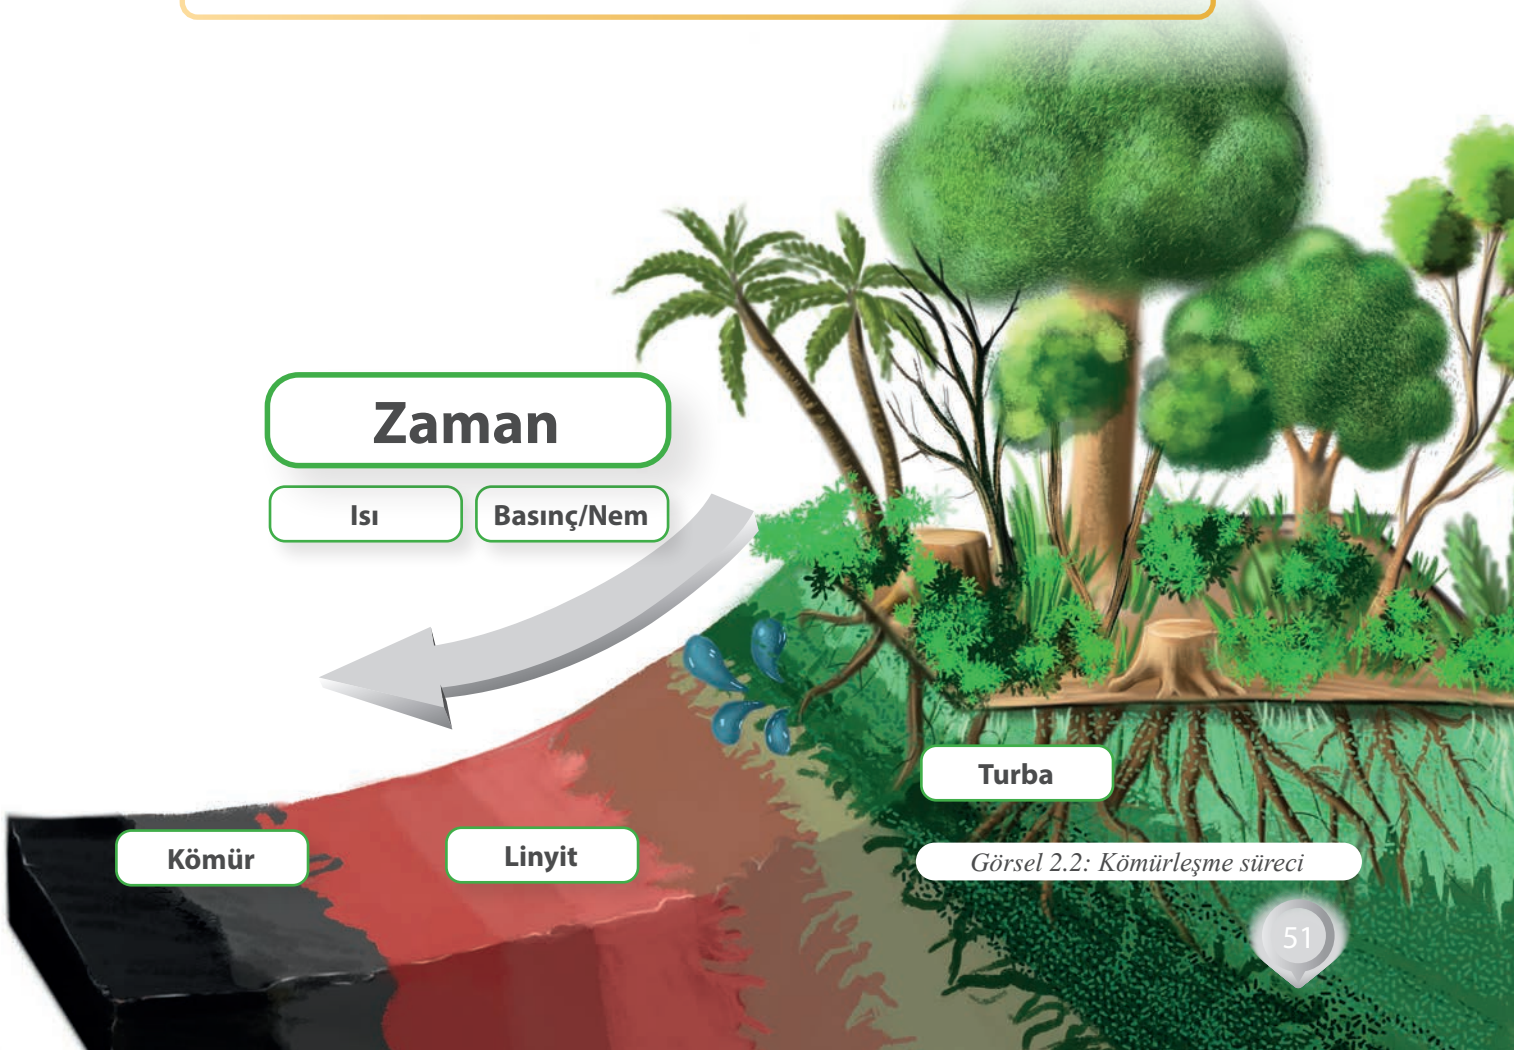 Zaman
Isı
Basınç/Nem
Turba
Kömür
Linyit
Görsel 2.2: Kömürleşme süreci
51